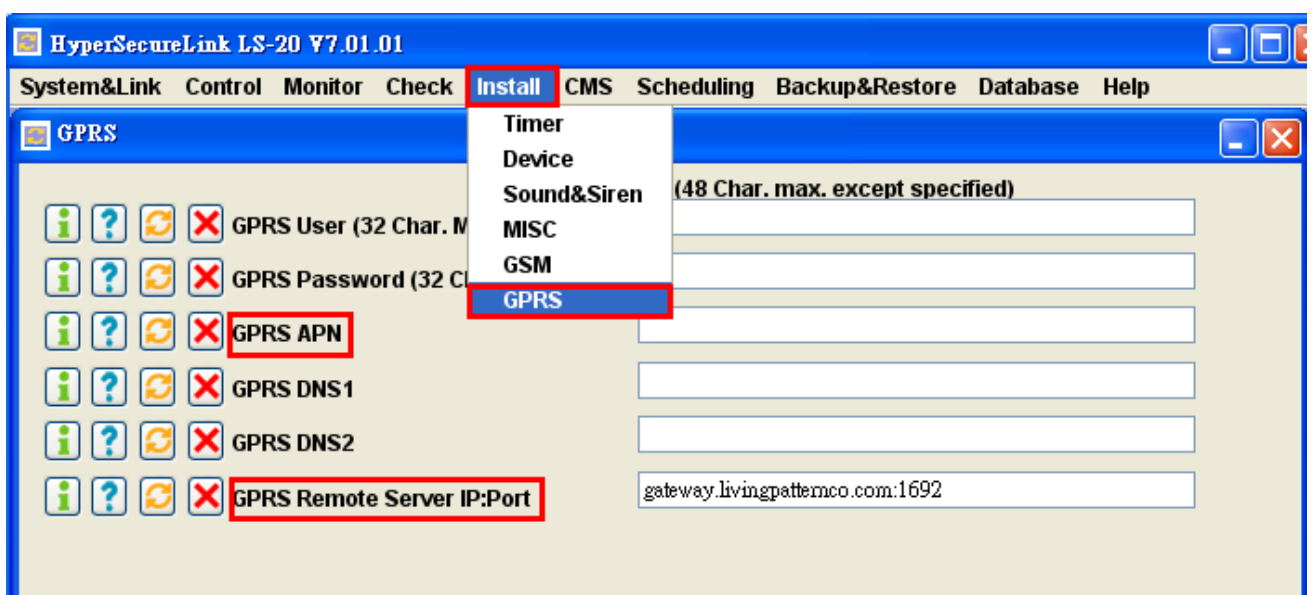 HyperSecureLink LS-20 V7.01.01
System&Link Control Monitor Check Install CMS Scheduling Backup&Restore Database Help
GPRS
Timer
Device
Sound&Siren
MISC
GSM
GPRS
(48 Char. max. except specified)
GPRS User (32 Char. M
GPRS Password (32 C
GPRS APN
GPRS DNS1
GPRS DNS2
GPRS Remote Server IP:Port
gateway.livingpatternco.com:1692